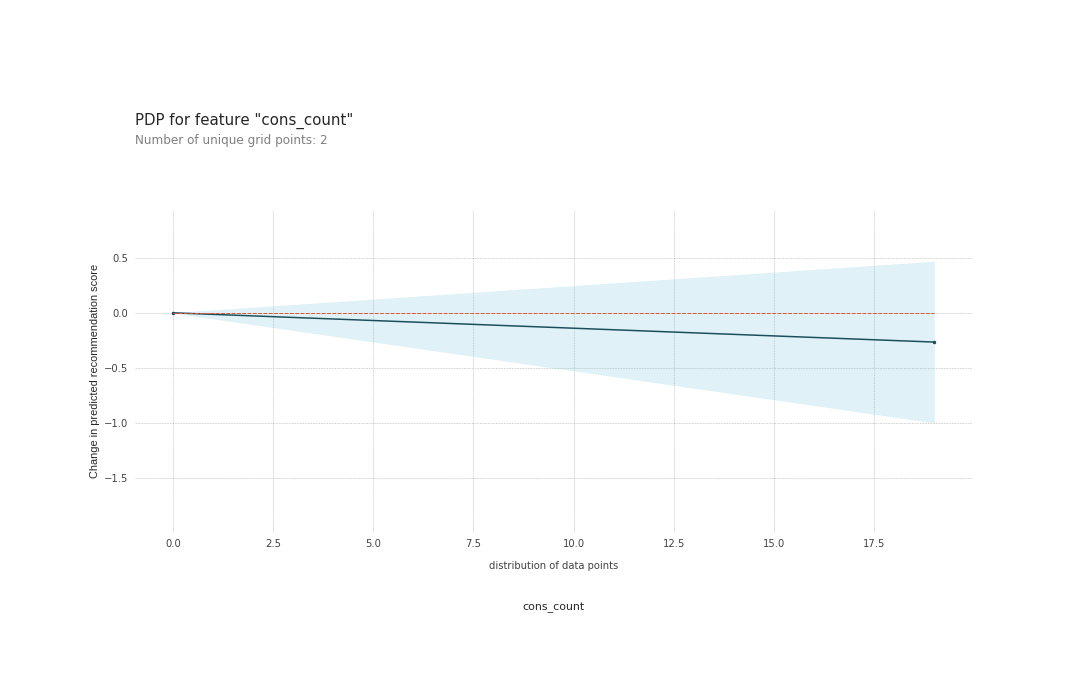 PDP for feature "cons_count"
Number of unique grid points: 2
Change in predicted recommendation score
0.5
0.0
−0.5
−1.0
−1.5
0.0 2.5 5.0 7.5 10.0 12.5 15.0 17.5
distribution of data points
cons_count